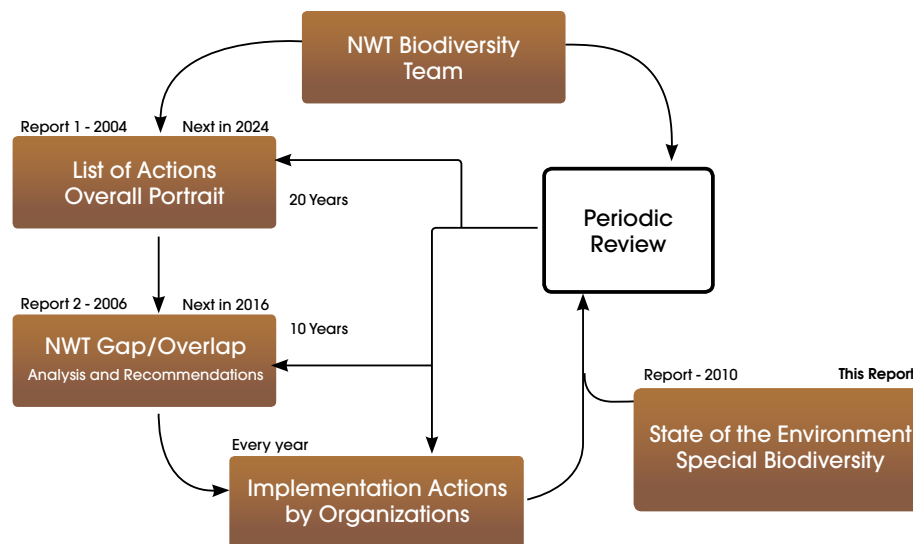 NWT Biodiversity
Team
Report 1 - 2004 Next in 2024
List of Actions
Overall Portrait
20 Years
Periodic
Review
Report 2 - 2006 Next in 2016
NWT Gap/Overlap
Analysis and Recommendations
10 Years
Report - 2010 This Report
State of the Environment
Special Biodiversity
Every year
Implementation Actions
by Organizations